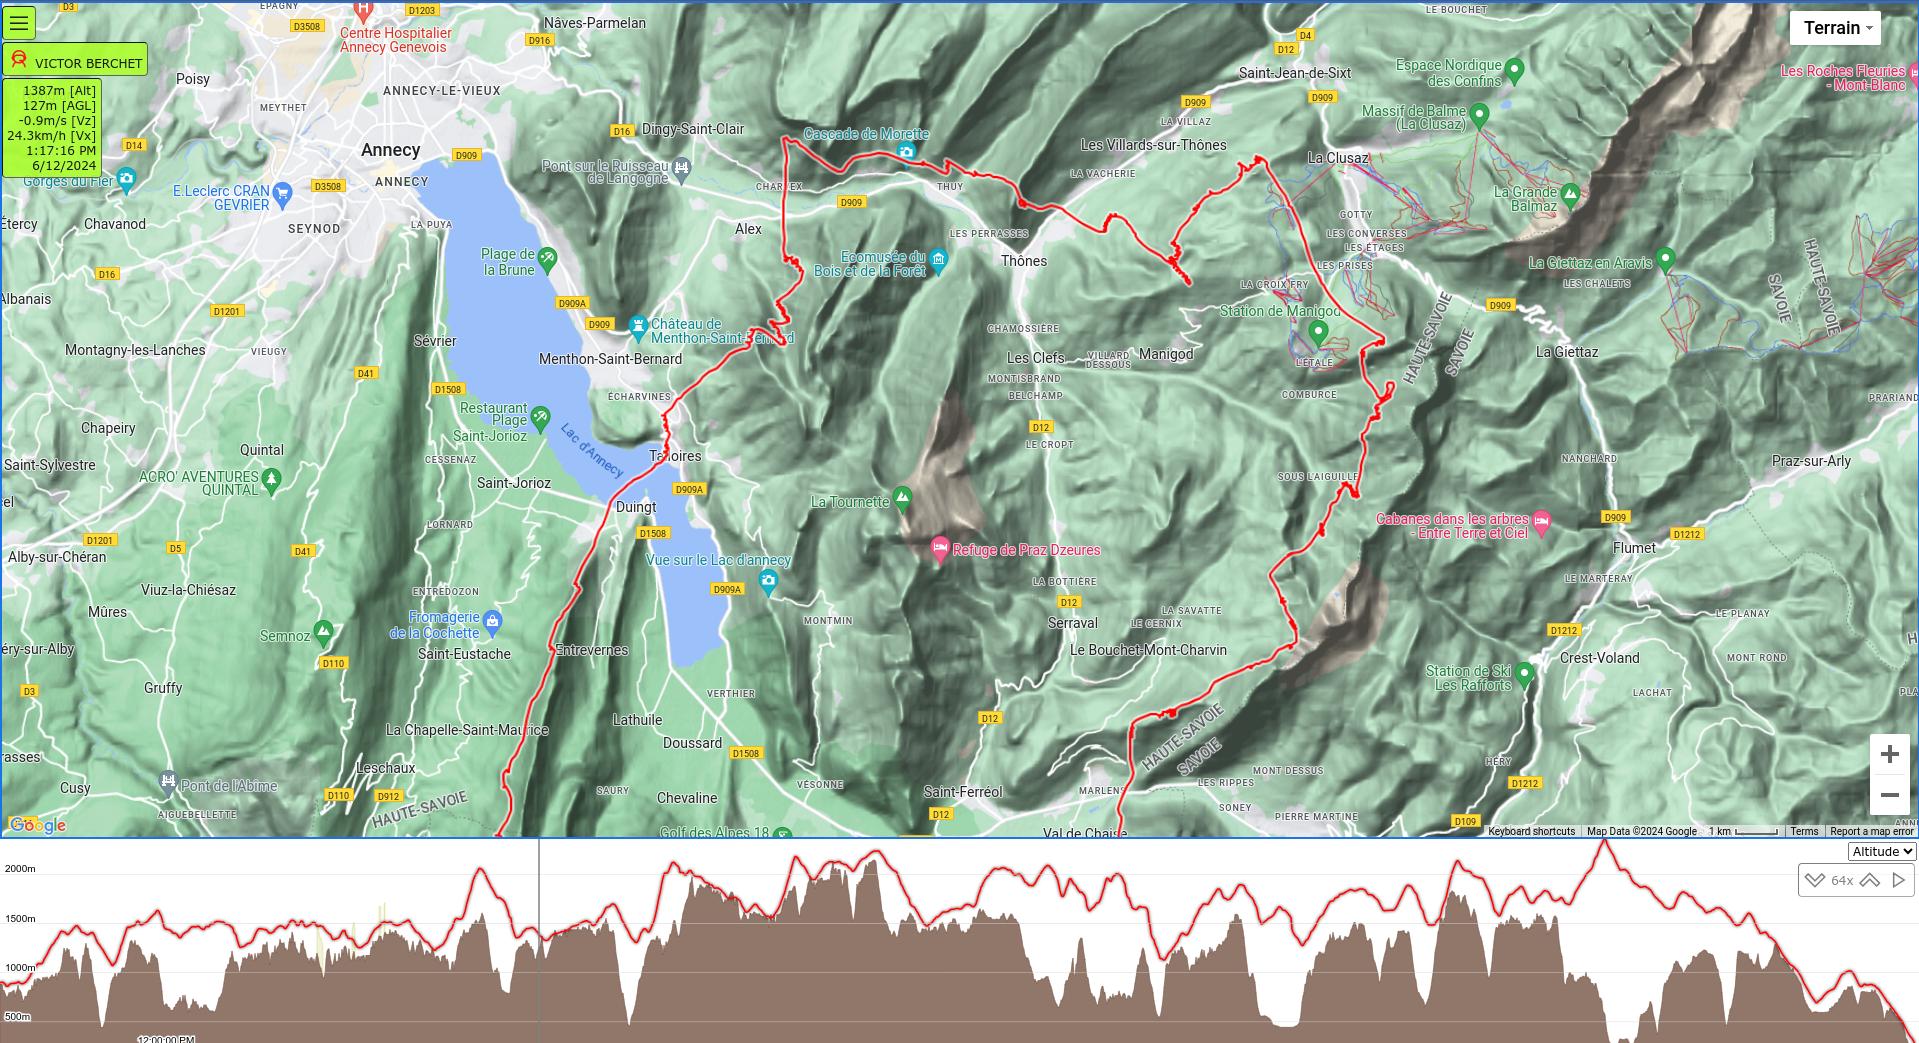 VICTOR BERCHET
1387m [Alt]
127m [AGL]
-0.9m/s [Vz]
24.3km/h [Vx]
1:17:16 PM
6/12/2024
Terrain
D3
EPAGNY
D3508
D1203
Centre Hospitalier
Annecy Genevois
Nâves-Parmelan
D916
LE BOUCHET
D4
D12
Saint-Jean-de-Sixt
Espace Nordique
des Confins
Les Roches Fleuries
- Mont-Blanc
Poisy
ANNECY-LE-VIEUX
MEYTHET
D909
D909
Massif de Balme
(La Clusaz)
LA VILLAZ
D16
Dingy-Saint-Clair
Cascade de Morette
Les Villards-sur-Thônes
D14
Annecy
D909
La Clusaz
Pont sur le Ruisseau
de Langogne
LA VACHERIE
Gorges du Fier
ANNECY
D3508
E.Leclerc CRAN
GEVRIER
THUY
La Grande
Balmaz
D909
Étercy
Chavanod
SEYNOD
LA PUYA
Alex
GOTTY
LES PERRASSES
LES CONVERSES
LES ÉTAGES
Plage de
la Brune
Ecomusée du
Bois et de la Forêt
Thônes
LES PRISES
La Giettaz en Aravis
D16
LES CHALETS
SAVOIE
HAUTE-SAVOIE
LA CROIX FRY
Albanais
D909A
D909
D1201
D909
Château de
Menthon-Saint-Bernard
CHAMOSSIÈRE
Station de Manigod
HAUTE-SAVOIE
SAVOIE
Sévrier
Montagny-les-Lanches
VIEUGY
Menthon-Saint-Bernard
Les Clefs
VILLARD
DESSOUS
Manigod
La Giettaz
L'ÉTALE
D41
MONTISBRAND
BELCHAMP
COMBURCE
D1508
ÉCHARVINES
PRARIAND
Restaurant
Plage
Saint-Jorioz
Lac d'Annecy
Chapeiry
D12
LE CROPT
Quintal
Saint-Sylvestre
CESSENAZ
Talloires
NANCHARD
Praz-sur-Arly
ACRO' AVENTURES
QUINTAL
SOUS L'AIGUILLE
Saint-Jorioz
D909A
La Tournette
Duingt
LORNARD
D1508
Cabanes dans les arbres
- Entre Terre et Ciel
D909
D1212
D1201
D5
D41
Alby-sur-Chéran
Refuge de Praz Dzeures
Flumet
Vue sur le Lac d'annecy
Viuz-la-Chiésaz
ENTREDOZON
D909A
LA BOTTIÈRE
LE MARTERAY
Mûres
D12
LA SAVATTE
LE PLANAY
Fromagerie
de la Cochette
MONTMIN
Serraval
LE CERNIX
D1212
Semnoz
éry-sur-Alby
Saint-Eustache
Entrevernes
Le Bouchet-Mont-Charvin
Crest-Voland
MONT ROND
D110
Station de Ski
Les Rafforts
D3
Gruffy
VERTHIER
LACHAT
La Chapelle-Saint-Maurice
Lathuile
D12
HAUTE-SAVOIE
SAVOIE
Doussard
D1508
Leschaux
HÉRY
MONT DESSUS
LES RIPPES
Cusy
Pont de l'Abîme
VÉSONNE
D1212
SAURY
Chevaline
Saint-Ferréol
MARLENS
D110
D912
HAUTE-SAVOIE
AIGUEBELLETTE
SONEY
D12
PIERRE MARTINE
D109
Golf des Alpes 18
Val de Chaise
Google
Keyboard shortcuts
Map Data ©2024 Google
1 km
Terms
Report a map error
Altitude
64x
2000m
1500m
1000m
500m
12:00:00 PM